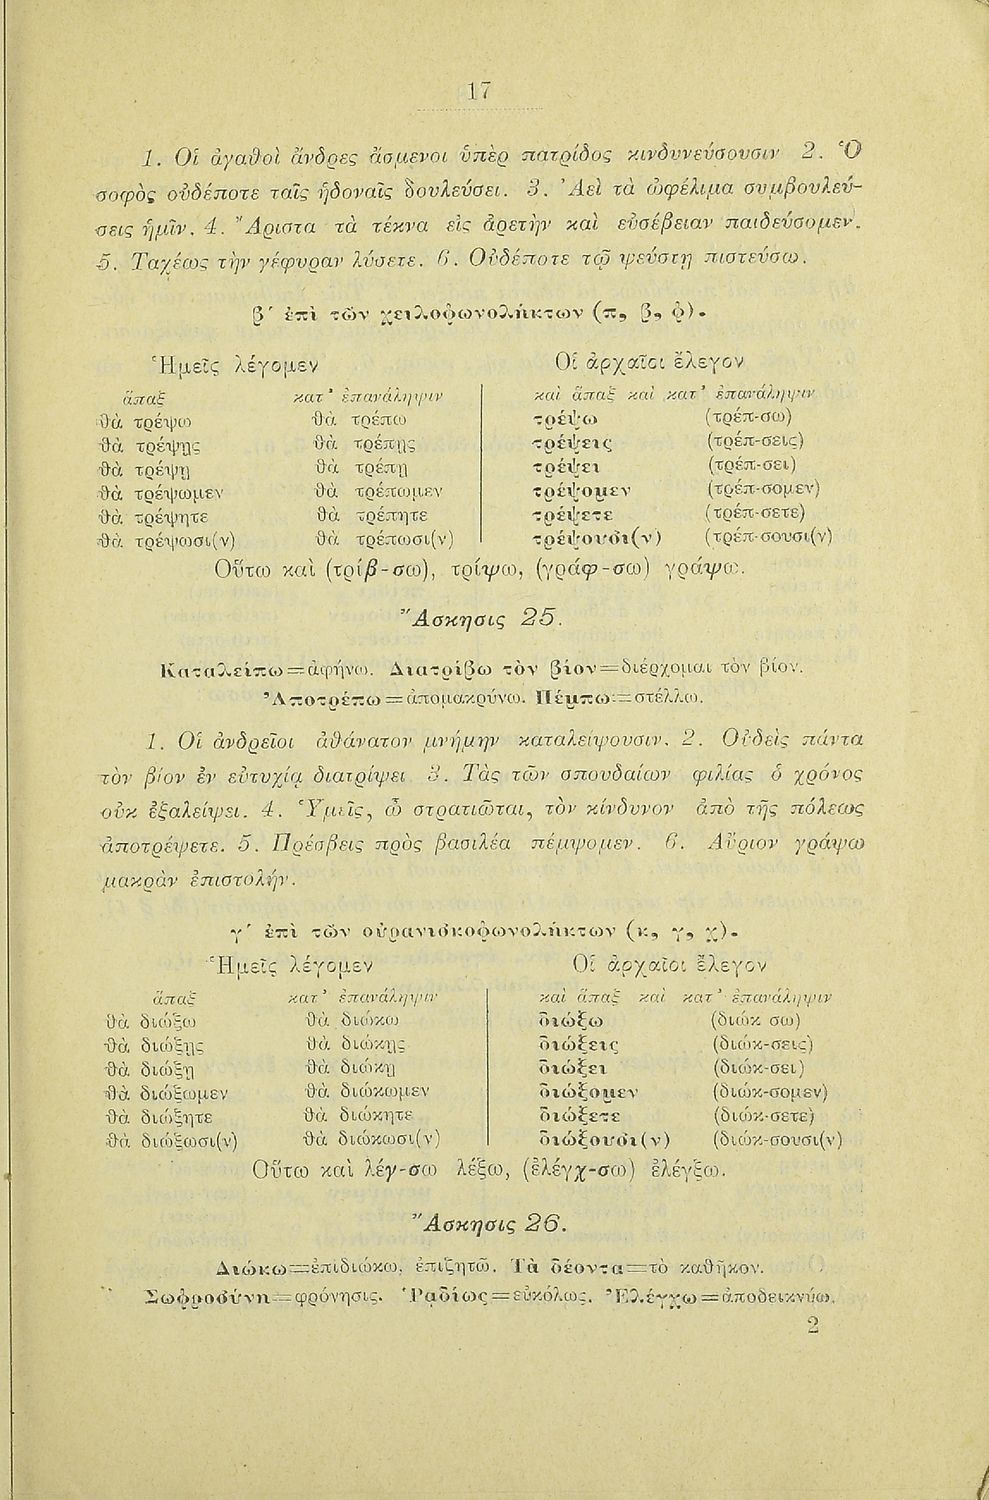 17
1. Οἱ ἀγαθοὶ ἄνδρες ἄσμενοι ὑπὲρ πατρίδος κινδυνεύσουσιν 2. Ὁ
σοφὸς οὐδέποτε ταῖς ἡδοναῖς δουλεύσει. 3. Ἀεὶ τὰ ὠφέλιμα συμβουλεύ-
σεις ἡμῖν. 4. Ἄριστα τὰ τέκνα εἰς ἀρετὴν καὶ εὐσέβειαν παιδεύσομεν.
5. Ταχέως τὴν γέφυραν λύσετε. 6. Οὐδέποτε τῷ ψεύστῃ πιστεύσω.
β΄ ἐπὶ τῶν χειλοφωνολήκτων (π, β, φ).
Ἡμεῖς λέγομεν Οἱ ἀρχαῖοι ἔλεγον
ἅπαξ κατ’ ἐπανάληψιν καὶ ἅπαξ καὶ κατ’ ἐπανάληψιν
θὰ τρέψω θὰ τρέπω τρέψω (τρέπ-σω)
θὰ τρέψῃς θὰ τρέπῃς τρέψεις (τρέπ-σεις)
θὰ τρέψῃ θὰ τρέπῃ τρέψει (τρέπ-σει)
θὰ τρέψωμεν θὰ τρέπωμεν τρέψομεν (τρέπ-σομεν)
θὰ τρέψητε θὰ τρέπητε τρέψετε (τρέπ-σετε)
θὰ τρέψωσι(ν) θὰ τρέπωσι(ν) τρέψουσι(ν) (τρέπ-σουσι(ν)
Οὕτω καὶ (τρίβ-σω), τρίψω, (γράφ-σω) γράψω.
Ἄσκησις 25.
Καταλείπω=ἀφήνω. Διατρίβω τὸν βίον=διέρχομαι τὸν βίον.
Ἀποτρέπω=ἀπομακρύνω. Πέμπω=στέλλω.
1. Οἱ ἀνδρεῖοι ἀθάνατον μνήμην καταλείψουσιν. 2. Οὐδεὶς πάντα
τὸν βίον ἐν εὐτυχίᾳ διατρίψει 3. Τὰς τῶν σπουδαίων φιλίας ὁ χρόνος
οὐκ ἐξαλείψει. 4. Ὑμεῖς, ὦ στρατιῶται, τὸν κίνδυνον ἀπὸ τῆς πόλεως
ἀποτρέψετε. 5. Πρέσβεις πρὸς βασιλέα πέμψομεν. 6. Αὔριον γράψω
μακρὰν ἐπιστολήν.
γ΄ ἐπὶ τῶν οὐρανισκοφωνολήκτων (κ, γ, χ).
Ἡμεῖς λέγομεν Οἱ ἀρχαῖοι ἔλεγον
ἅπαξ κατ’ ἐπανάληψιν καὶ ἅπαξ καὶ κατ’ ἐπανάληψιν
θὰ διώξω θὰ διώκω διώξω (διώκ σω)
θὰ διώξῃς θὰ διώκῃς διώξεις (διώκ-σεις)
θὰ διώξῃ θὰ διώκῃ διώξει (διώκ-σει)
θὰ διώξωμεν θὰ διώκωμεν διώξομεν (διώκ-σομεν)
θὰ διώξητε θὰ διώκητε διώξετε (διώκ-σετε)
θὰ διώξωσι(ν) θὰ διώκωσι(ν) διώξουσι(ν) (διώκ-σουσι(ν)
Οὕτω καὶ λέγ-σω λέξω, (ἐλέγχ-σω) ἐλέγξω.
Ἄσκησις 26.
Διώκω=ἐπιδιώκω, ἐπιζητῶ. Τὰ δέοντα=τὸ καθῆκον.
Σωφροσύνη=φρόνησις. Ῥᾳδίως=εὐκόλως. Ἐλέγχω=ἀποδεικνύω.
2